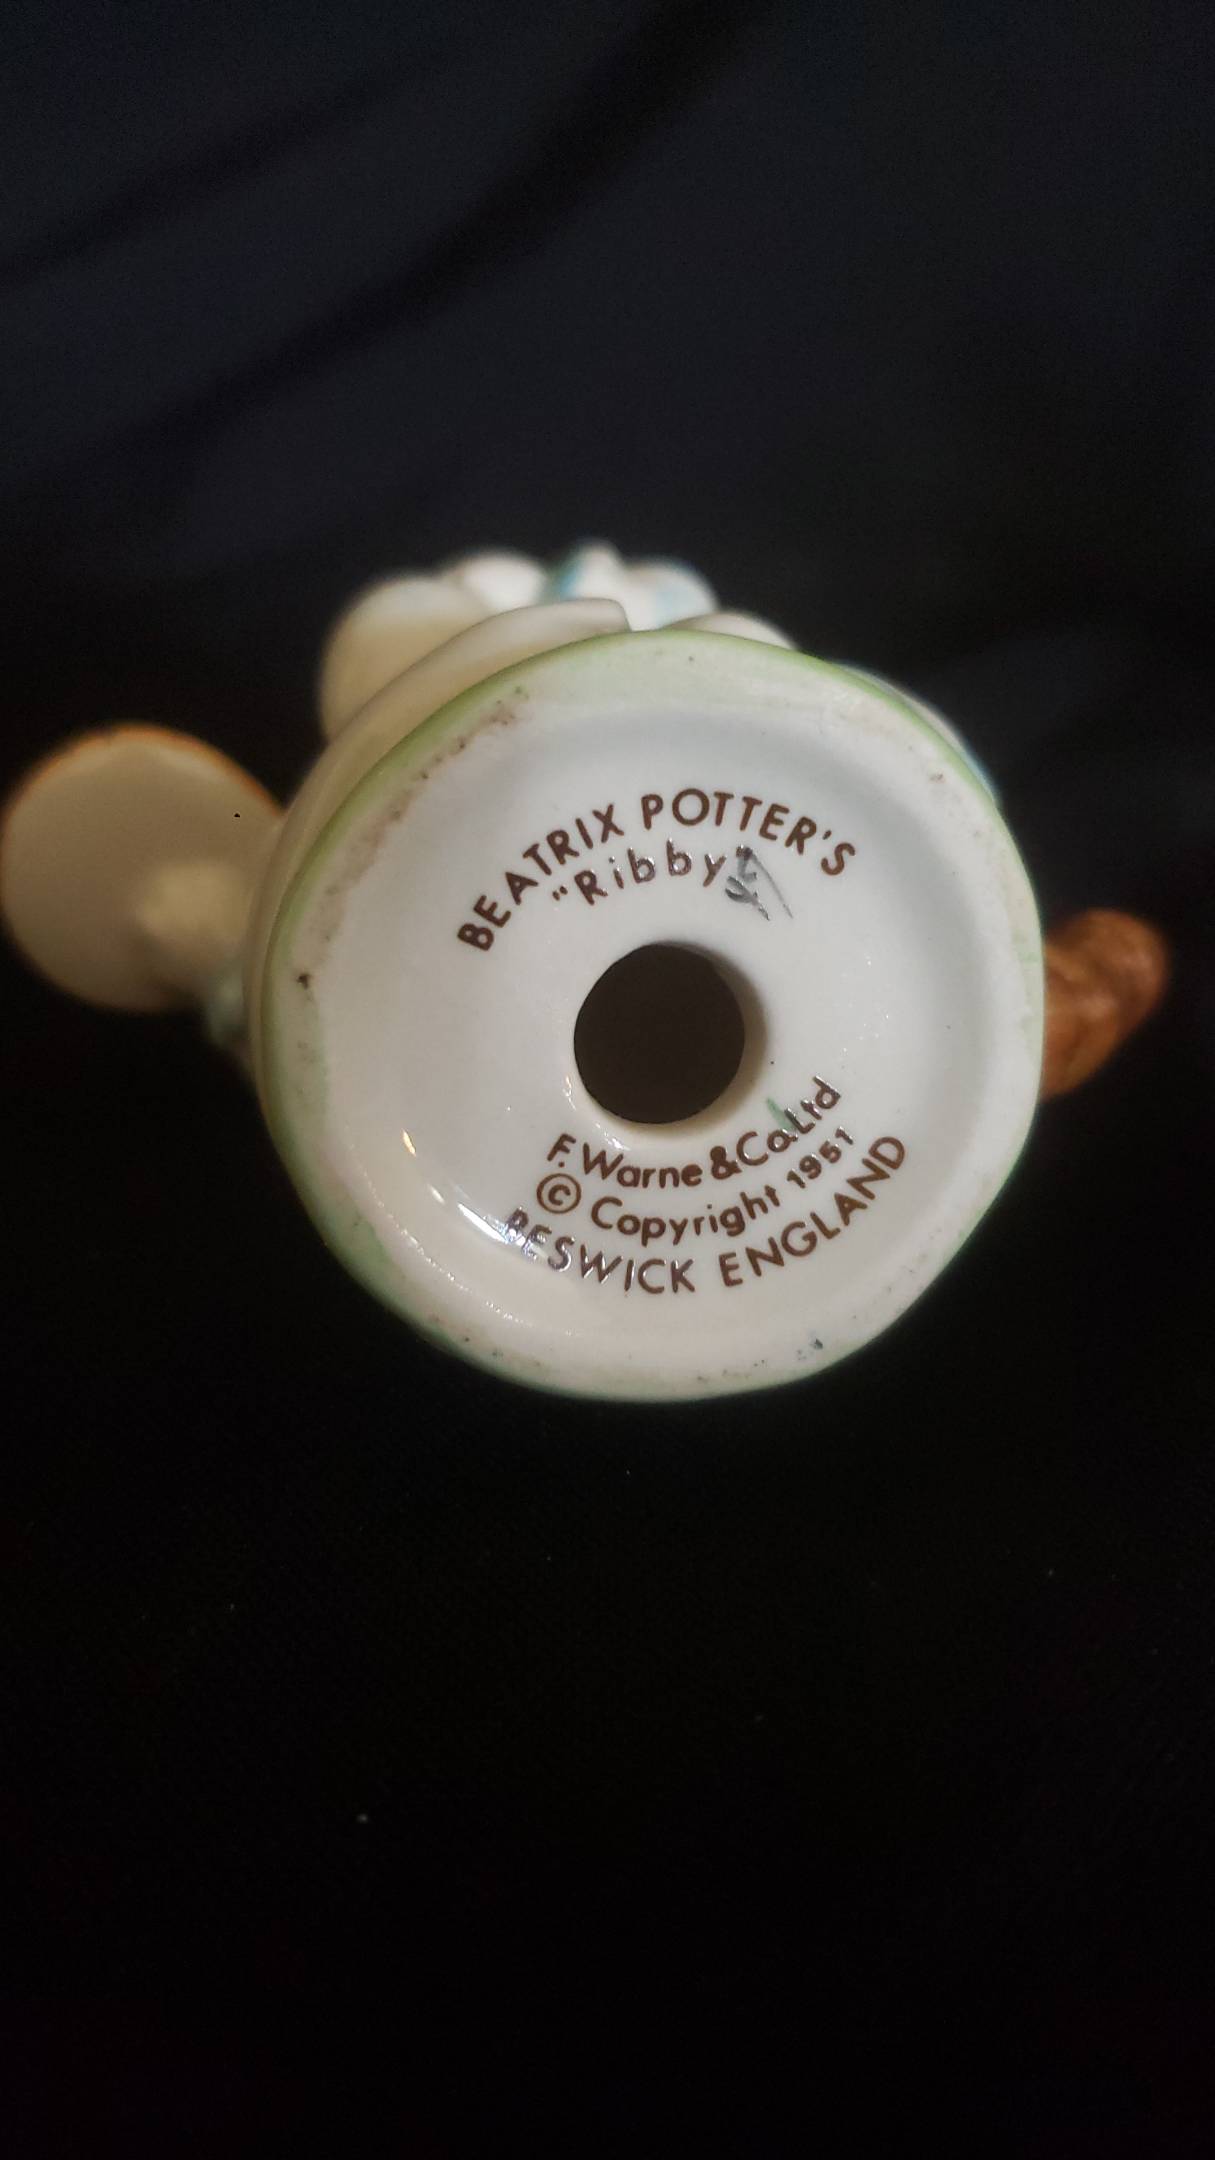 BEATRIX POTTER'S
"Ribby"
F. Warne & Co. Ltd
© Copyright 1951
BESWICK ENGLAND